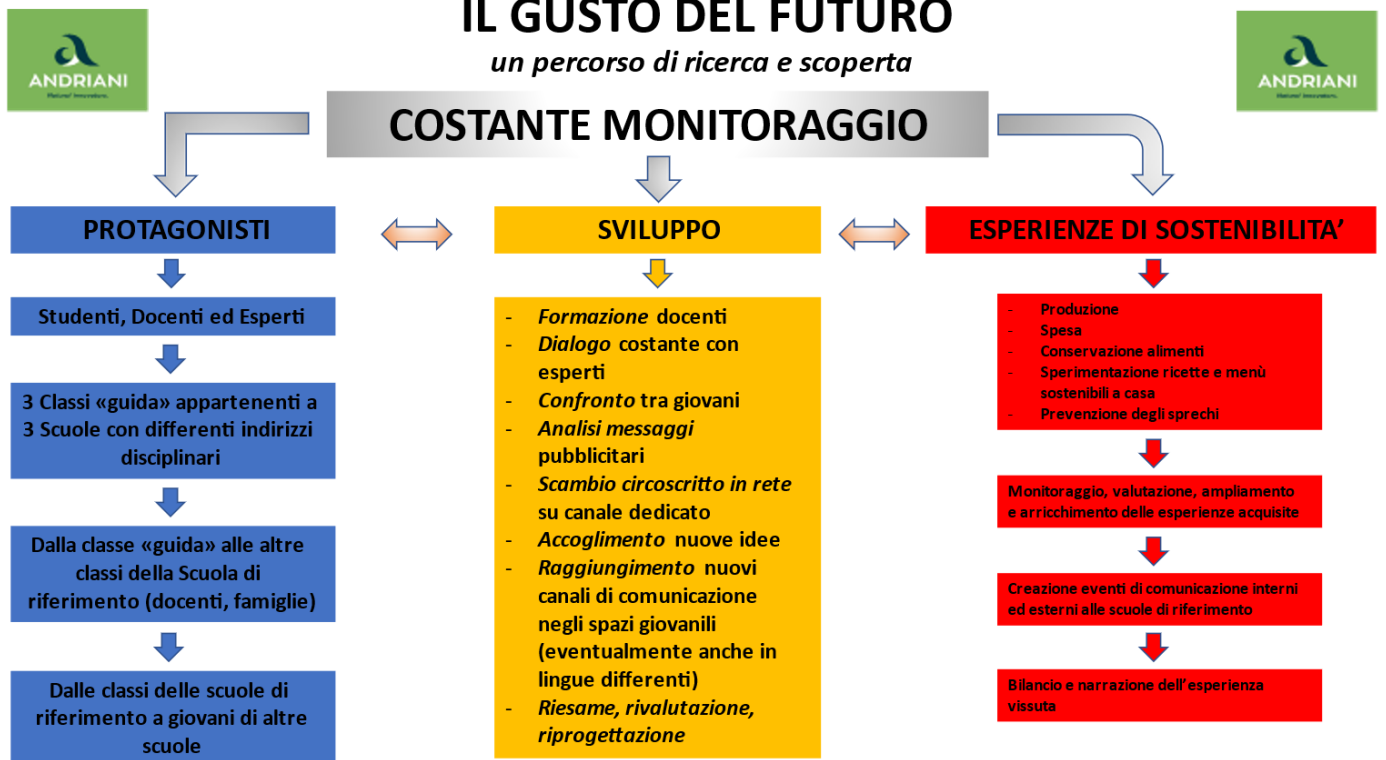 IL GUSTO DEL FUTURO
un percorso di ricerca e scoperta
ANDRIANI
Natural Innovators.
ANDRIANI
Natural Innovators.
COSTANTE MONITORAGGIO
PROTAGONISTI
Studenti, Docenti ed Esperti
3 Classi «guida» appartenenti a
3 Scuole con differenti indirizzi
disciplinari
Dalla classe «guida» alle altre
classi della Scuola di
riferimento (docenti, famiglie)
Dalle classi delle scuole di
riferimento a giovani di altre
scuole
SVILUPPO
- Formazione docenti
- Dialogo costante con
esperti
- Confronto tra giovani
- Analisi messaggi
pubblicitari
- Scambio circoscritto in rete
su canale dedicato
- Accoglimento nuove idee
- Raggiungimento nuovi
canali di comunicazione
negli spazi giovanili
(eventualmente anche in
lingue differenti)
- Riesame, rivalutazione,
riprogettazione
ESPERIENZE DI SOSTENIBILITA’
- Produzione
- Spesa
- Conservazione alimenti
- Sperimentazione ricette e menù
sostenibili a casa
- Prevenzione degli sprechi
Monitoraggio, valutazione, ampliamento
e arricchimento delle esperienze acquisite
Creazione eventi di comunicazione interni
ed esterni alle scuole di riferimento
Bilancio e narrazione dell’esperienza
vissuta